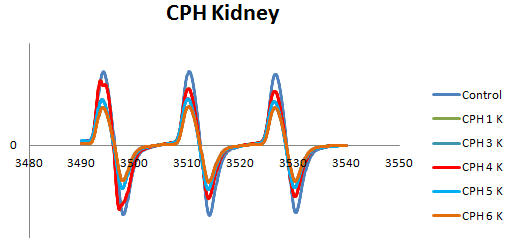 CPH Kidney
0
3480 3490 3500 3510 3520 3530 3540 3550
Control
CPH 1 K
CPH 3 K
CPH 4 K
CPH 5 K
CPH 6 K